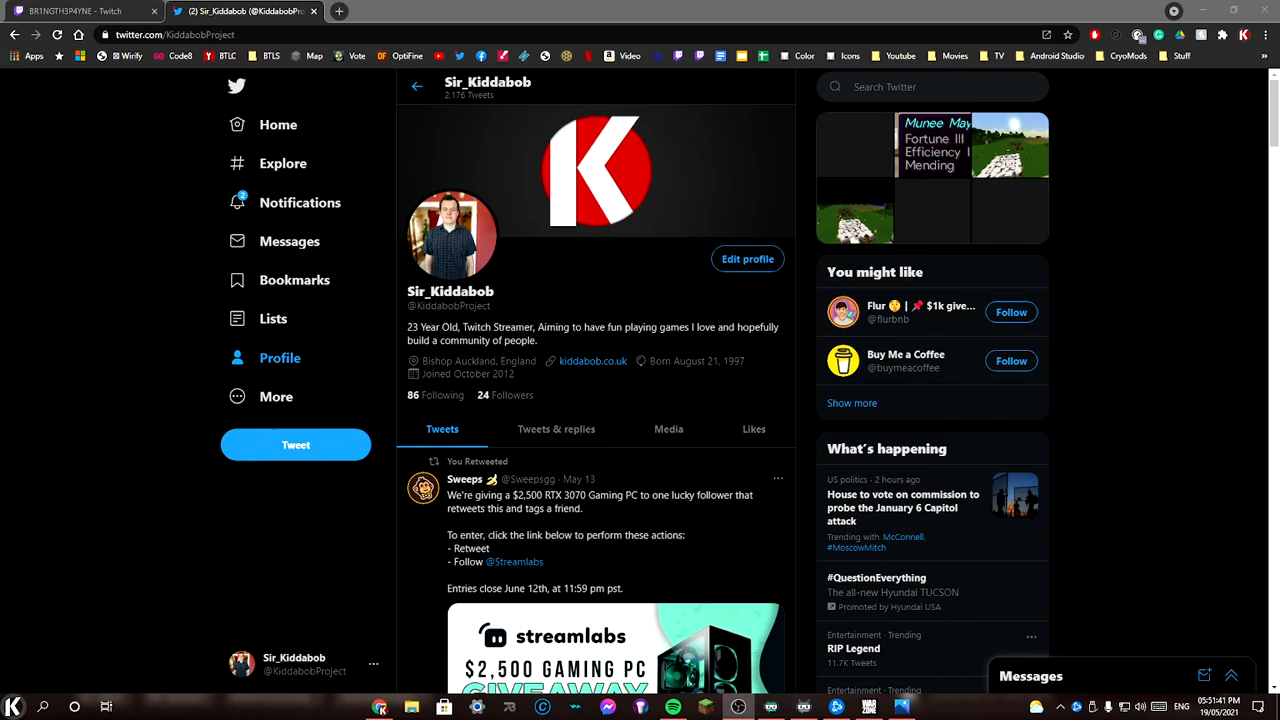 BR1NGTH3P4YNE - Twitch
(2) Sir_Kiddabob (@KiddabobPro
twitter.com/KiddabobProject
Apps
Wirify
Code8
BTLC
BTLS
Map
Vote
OptiFine
Video
Color
Icons
Youtube
Movies
TV
Android Studio
CryoMods
Stuff
»
Home
Explore
2
Notifications
Messages
Bookmarks
Lists
Profile
More
Tweet
Sir_Kiddabob
@KiddabobProject
Sir_Kiddabob
2,176 Tweets
K
Edit profile
Sir_Kiddabob
@KiddabobProject
23 Year Old, Twitch Streamer, Aiming to have fun playing games I love and hopefully
build a community of people.
Bishop Auckland, England kiddabob.co.uk Born August 21, 1997
Joined October 2012
86 Following 24 Followers
Tweets Tweets & replies Media Likes
You Retweeted
Sweeps @Sweepsgg · May 13
We're giving a $2,500 RTX 3070 Gaming PC to one lucky follower that
retweets this and tags a friend.
To enter, click the link below to perform these actions:
- Retweet
- Follow @Streamlabs
Entries close June 12th, at 11:59 pm pst.
streamlabs
$2,500 GAMING PC
GIVEAWAY
Search Twitter
Munee May
Fortune III
Efficiency
Mending
You might like
Flur | $1k give...
@flurbnb
Follow
Buy Me a Coffee
@buymeacoffee
Follow
Show more
What's happening
US politics · 2 hours ago
House to vote on commission to
probe the January 6 Capitol
attack
Trending with McConnell,
#MoscowMitch
#QuestionEverything
The all-new Hyundai TUCSON
Promoted by Hyundai USA
Entertainment · Trending
RIP Legend
11.7K Tweets
Entertainment · Trending
Messages
WAR
ZONE
05:51:41 PM
19/05/2021